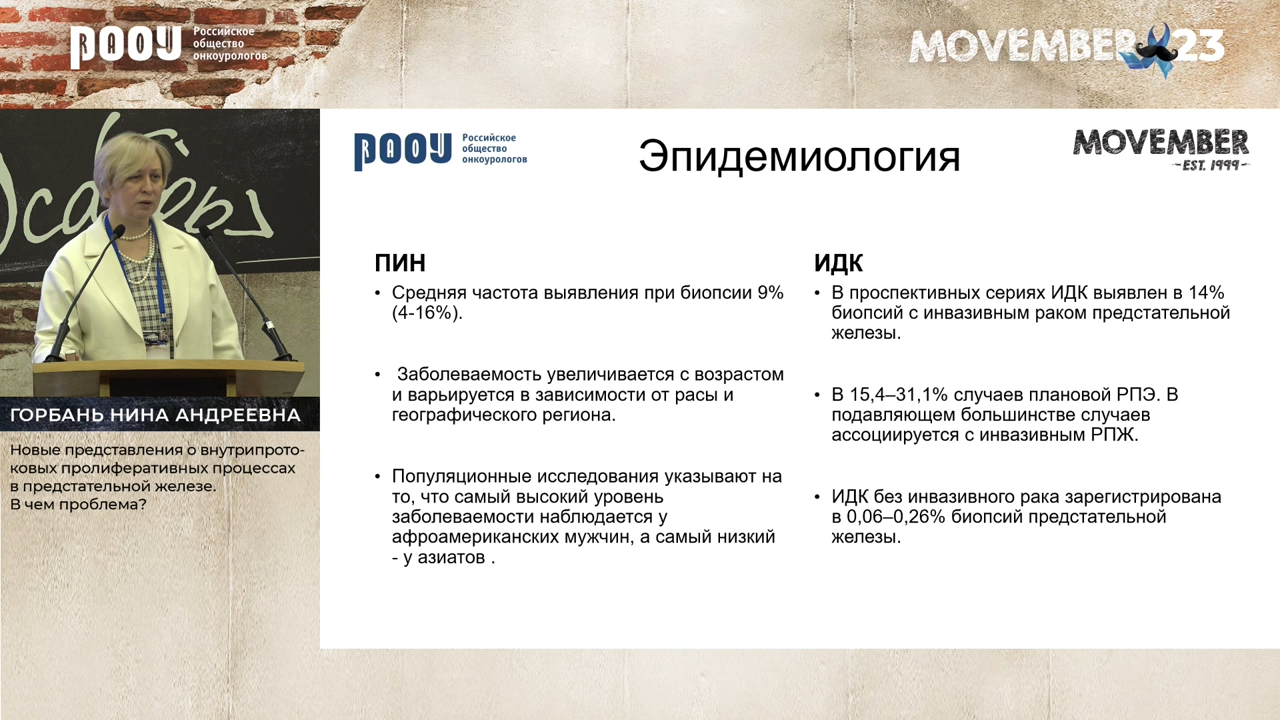 РООУ
Российское
общество
онкоурологов
MOVEMBER 23
РООУ
Российское
общество
онкоурологов
Эпидемиология
MOVEMBER
EST. 1999
ГОРБАНЬ НИНА АНДРЕЕВНА
Новые представления о внутрипрото-
ковых пролиферативных процессах
в предстательной железе.
В чем проблема?
ПИН
• Средняя частота выявления при биопсии 9%
(4-16%).
• Заболеваемость увеличивается с возрастом
и варьируется в зависимости от расы и
географического региона.
• Популяционные исследования указывают на
то, что самый высокий уровень
заболеваемости наблюдается у
афроамериканских мужчин, а самый низкий
- у азиатов .
ИДК
• В проспективных сериях ИДК выявлен в 14%
биопсий с инвазивным раком предстательной
железы.
• В 15,4–31,1% случаев плановой РПЭ. В
подавляющем большинстве случаев
ассоциируется с инвазивным РПЖ.
• ИДК без инвазивного рака зарегистрирована
в 0,06–0,26% биопсий предстательной
железы.